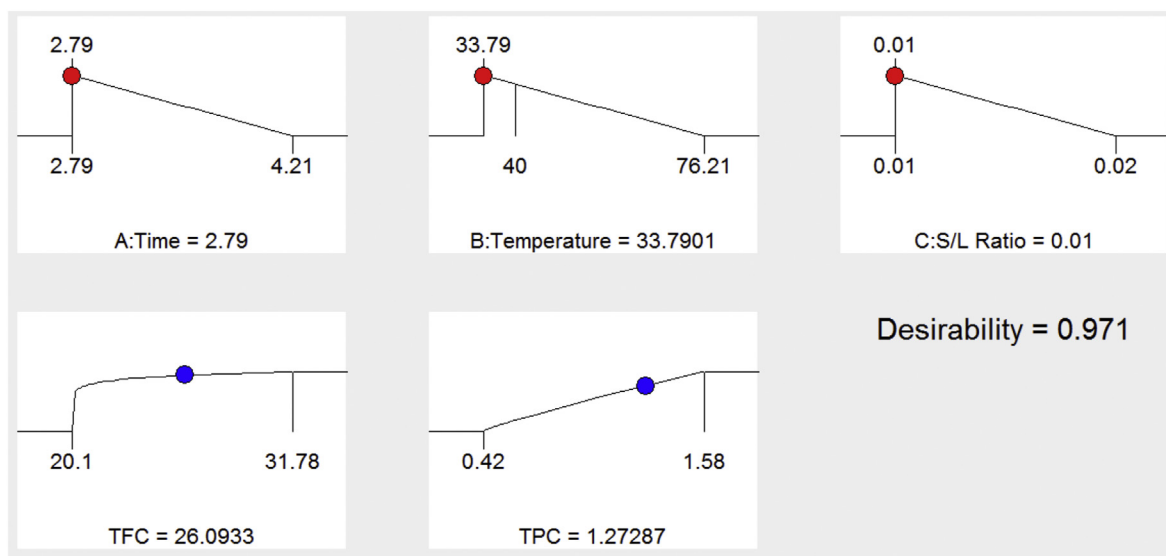 2.79
2.79
4.21
A:Time = 2.79
33.79
40
76.21
B:Temperature = 33.7901
0.01
0.01
0.02
C:S/L Ratio = 0.01
20.1
31.78
TFC = 26.0933
0.42
1.58
TPC = 1.27287
Desirability = 0.971